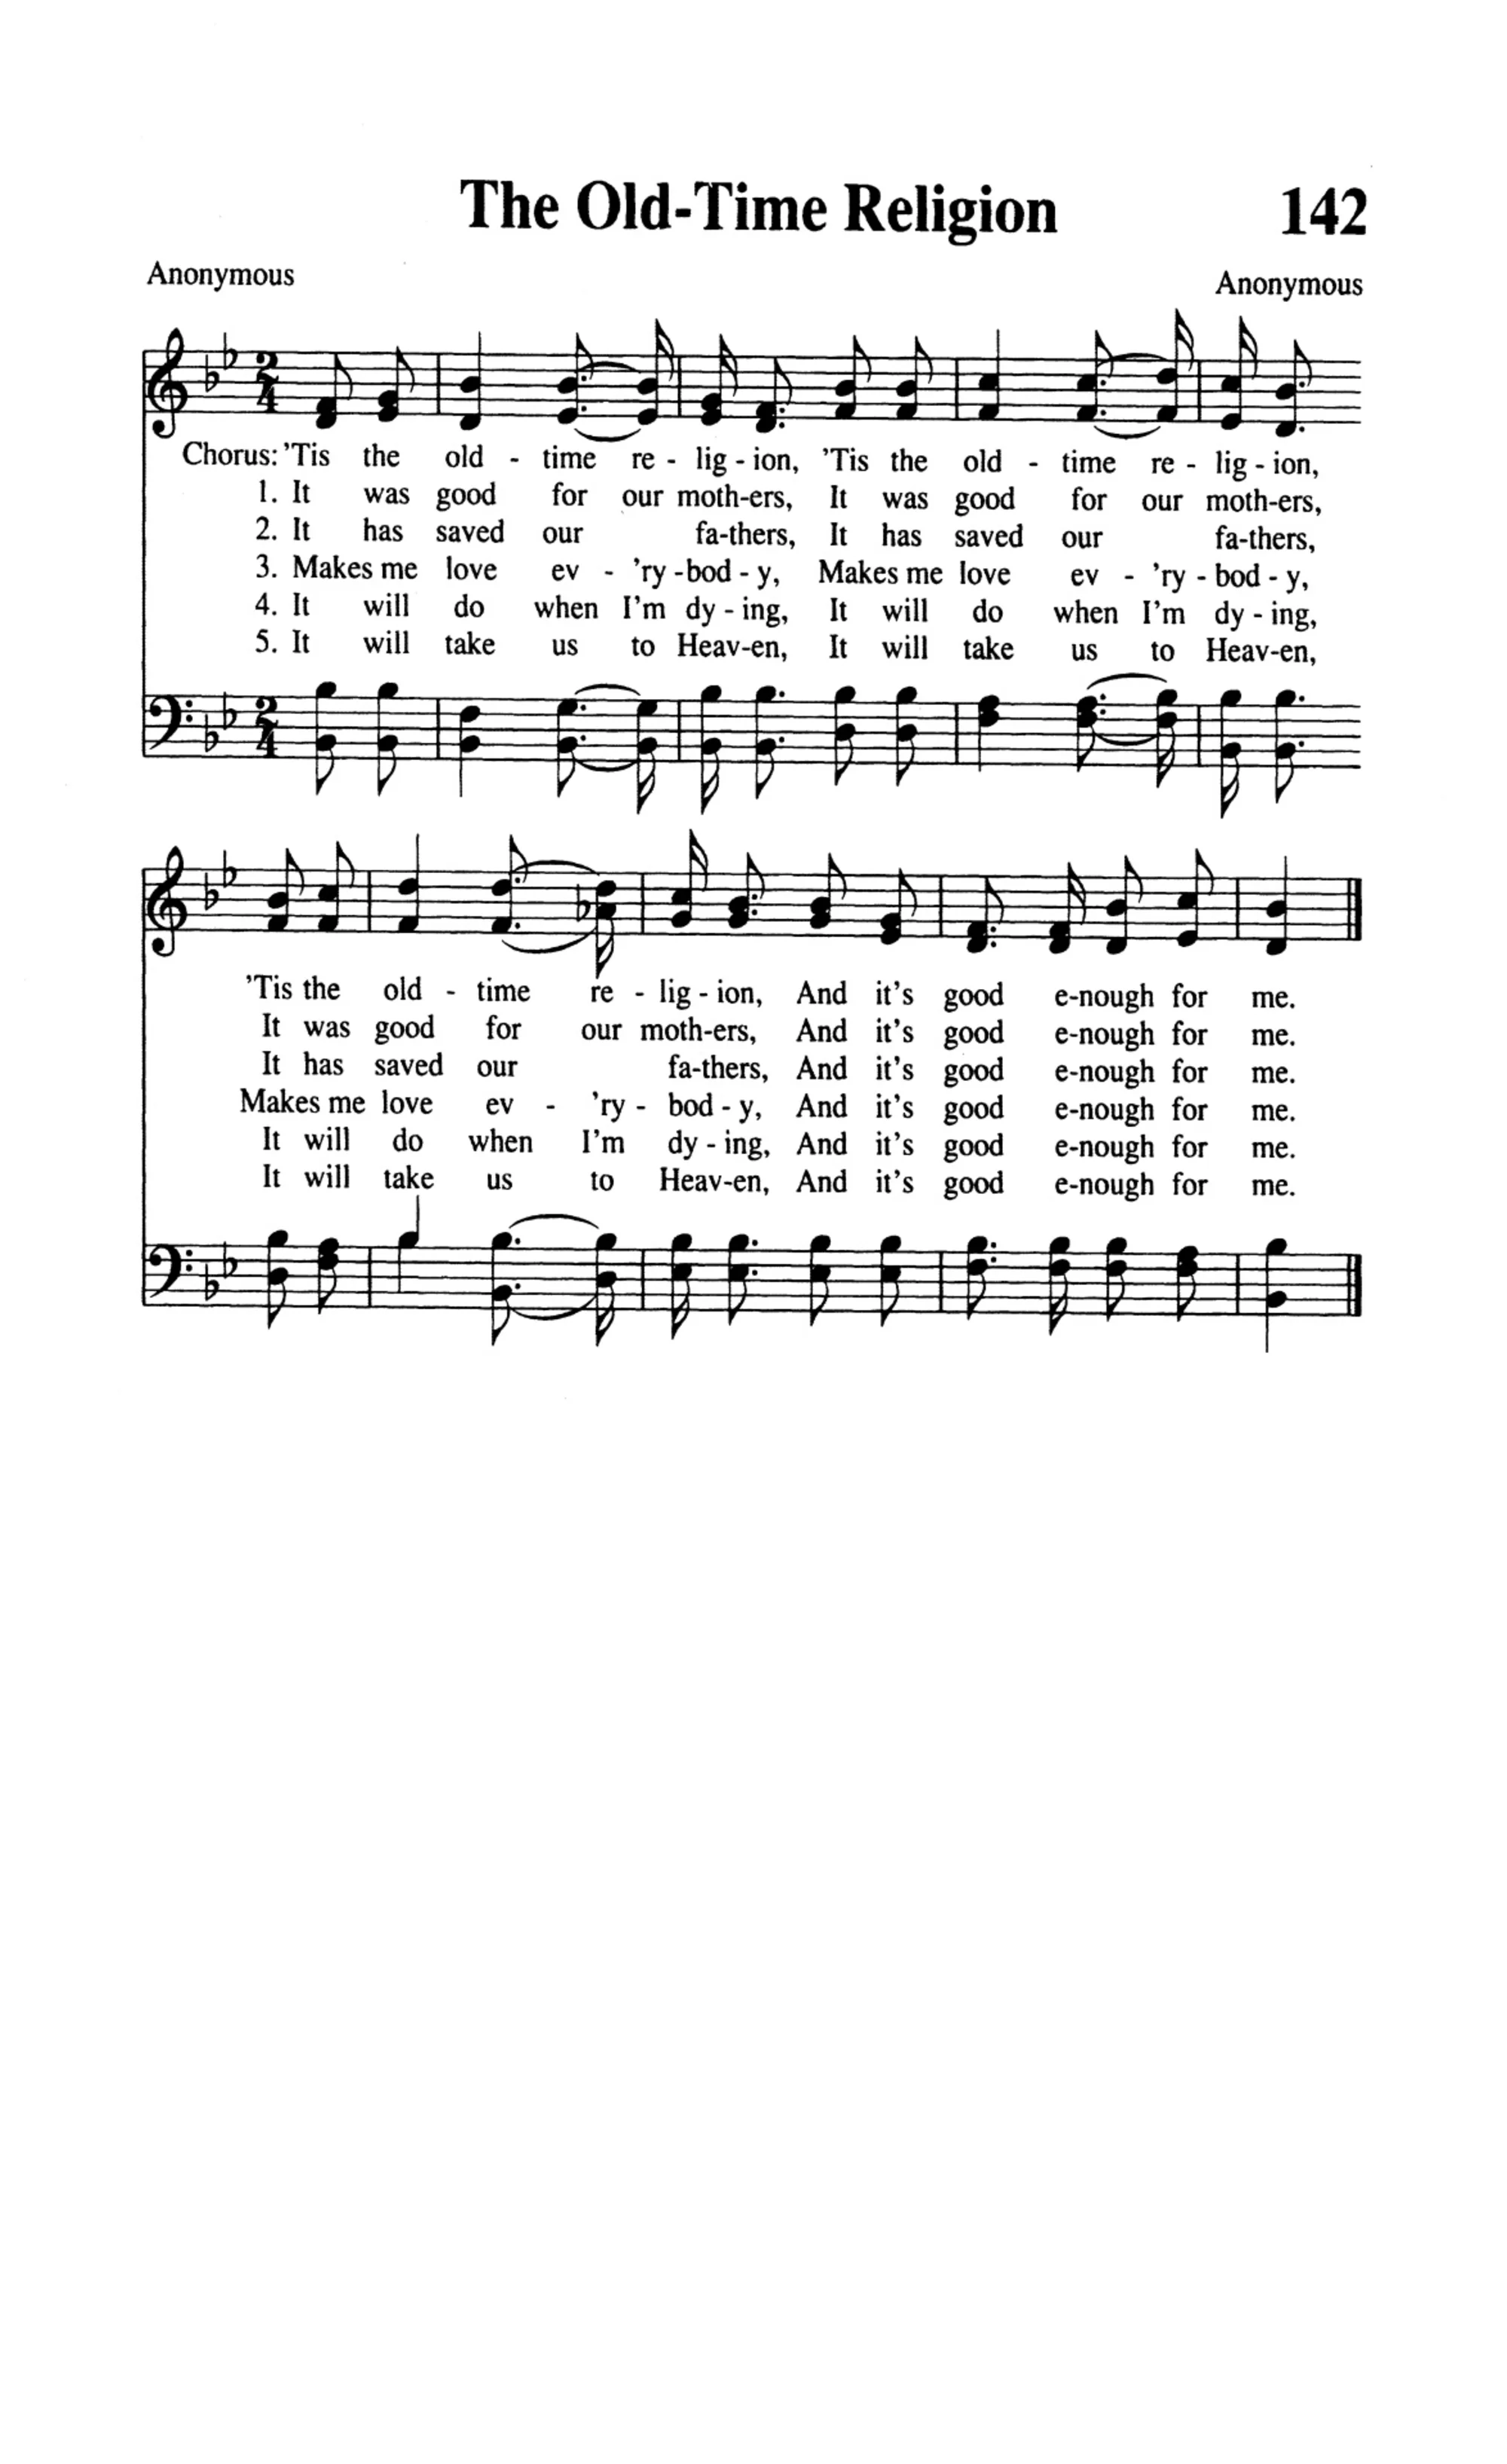 The Old-Time Religion 142
Anonymous Anonymous
Chorus: 'Tis the old - time re - lig - ion, 'Tis the old - time re - lig - ion,
1. It was good for our moth-ers, It was good for our moth-ers,
2. It has saved our fa-thers, It has saved our fa-thers,
3. Makes me love ev - 'ry -bod - y, Makes me love ev - 'ry - bod - y,
4. It will do when I'm dy - ing, It will do when I'm dy - ing,
5. It will take us to Heav-en, It will take us to Heav-en,
'Tis the old - time re - lig - ion, And it's good e-nough for me.
It was good for our moth-ers, And it's good e-nough for me.
It has saved our fa-thers, And it's good e-nough for me.
Makes me love ev - 'ry - bod - y, And it's good e-nough for me.
It will do when I'm dy - ing, And it's good e-nough for me.
It will take us to Heav-en, And it's good e-nough for me.